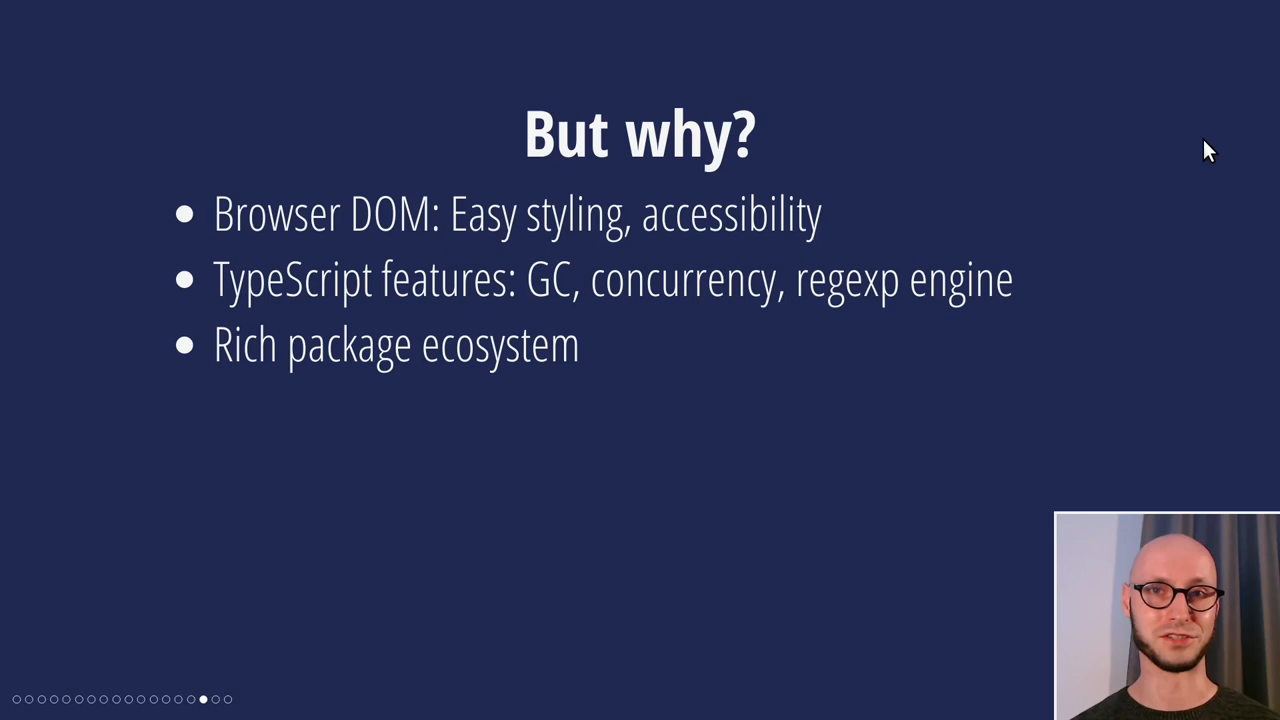 But why?
Browser DOM: Easy styling, accessibility
TypeScript features: GC, concurrency, regexp engine
Rich package ecosystem